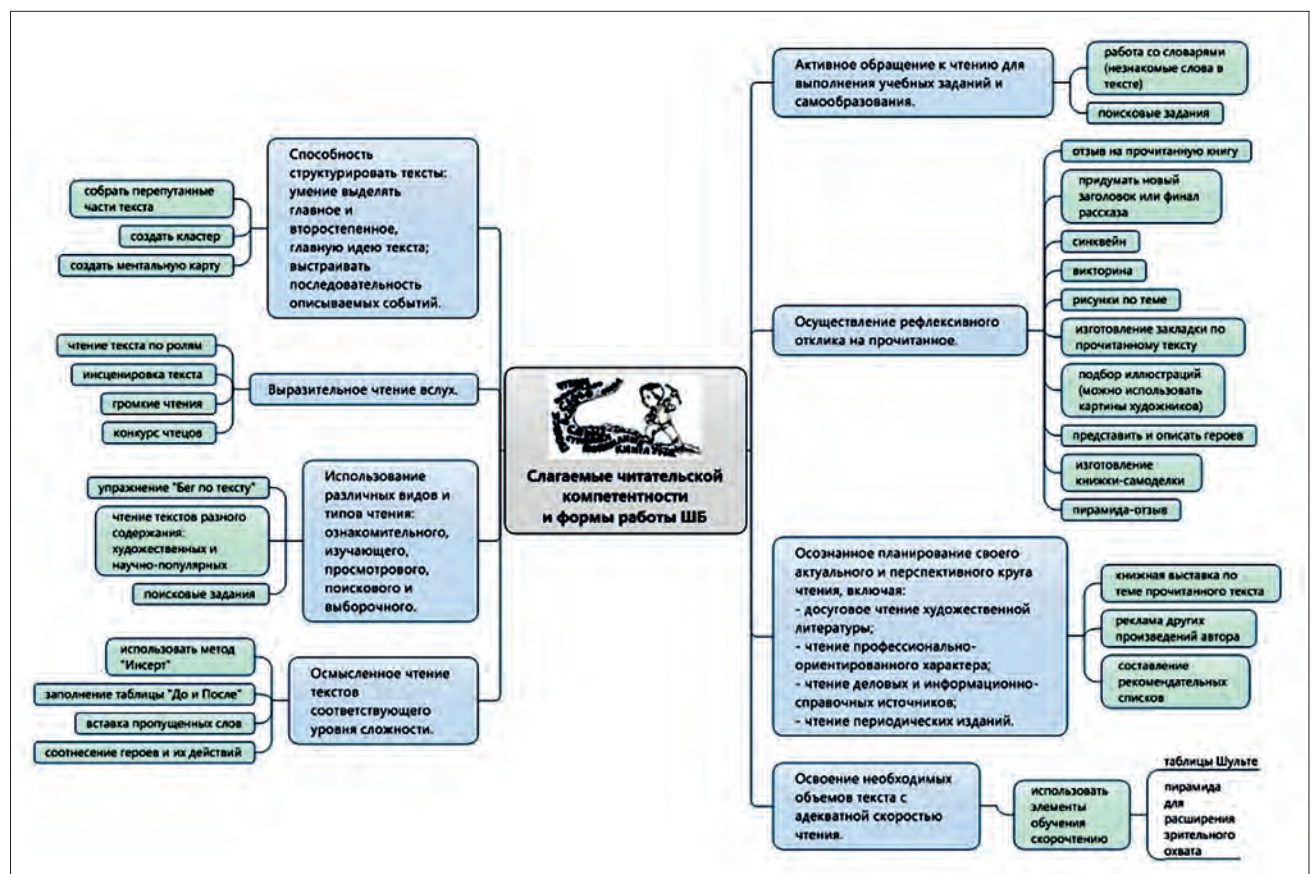 Слагаемые читательской
компетентности
и формы работы ШБ
Способность
структурировать тексты:
умение выделять
главное и
второстепенное,
главную идею текста;
выстраивать
последовательность
описываемых событий.
собрать перепутанные
части текста
создать кластер
создать ментальную карту
Выразительное чтение вслух.
чтение текста по ролям
инсценировка текста
громкие чтения
конкурс чтецов
Использование
различных видов и
типов чтения:
ознакомительного,
изучающего,
просмотрового,
поискового и
выборочного.
упражнение "Бег по тексту"
чтение текстов разного
содержания:
художественных и
научно-популярных
поисковые задания
Осмысленное чтение
текстов
соответствующего
уровня сложности.
использовать метод
"Инсерт"
заполнение таблицы "До и После"
вставка пропущенных слов
соотнесение героев и их действий
Активное обращение к чтению для
выполнения учебных заданий и
самообразования.
работа со словарями
(незнакомые слова в
тексте)
поисковые задания
Осуществление рефлексивного
отклика на прочитанное.
отзыв на прочитанную книгу
придумать новый
заголовок или финал
рассказа
синквейн
викторина
рисунки по теме
изготовление закладки по
прочитанному тексту
подбор иллюстраций
(можно использовать
картины художников)
представить и описать героев
изготовление
книжки-самоделки
пирамида-отзыв
Осознанное планирование своего
актуального и перспективного круга
чтения, включая:
- досуговое чтение художественной
литературы;
- чтение профессионально-
ориентированного характера;
- чтение деловых и информационно-
справочных источников;
- чтение периодических изданий.
книжная выставка по
теме прочитанного текста
реклама других
произведений автора
составление
рекомендательных
списков
Освоение необходимых
объемов текста с
адекватной скоростью
чтения.
использовать
элементы
обучения
скорочтению
таблицы Шульте
пирамида
для
расширения
зрительного
охвата